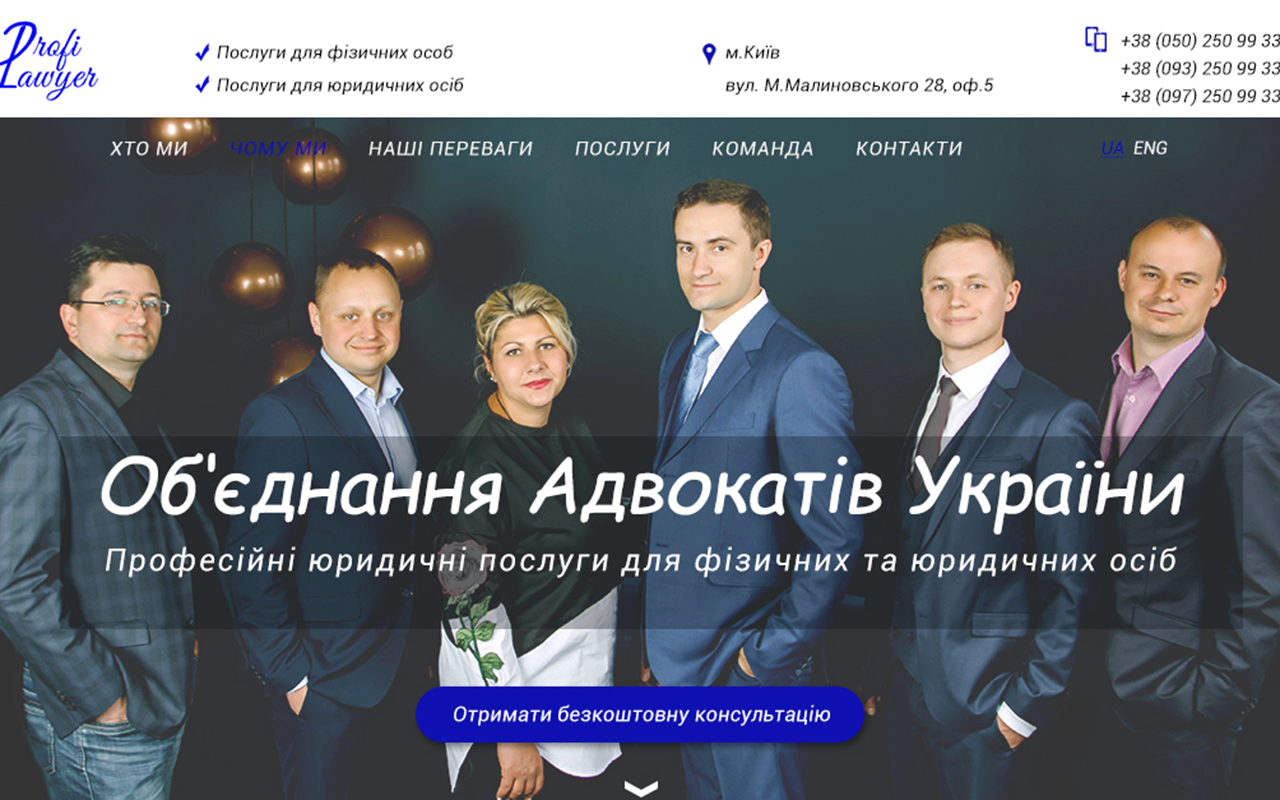 Profi
Lawyer
Послуги для фізичних особ
Послуги для юридичних осіб
м.Київ
вул. М.Малиновського 28, оф.5
+38 (050) 250 99 33
+38 (093) 250 99 33
+38 (097) 250 99 33
ХТО МИ ЧОМУ МИ НАШІ ПЕРЕВАГИ ПОСЛУГИ КОМАНДА КОНТАКТИ UA ENG
Об'єднання Адвокатів України
Професійні юридичні послуги для фізичних та юридичних осіб
Отримати безкоштовну консультацію